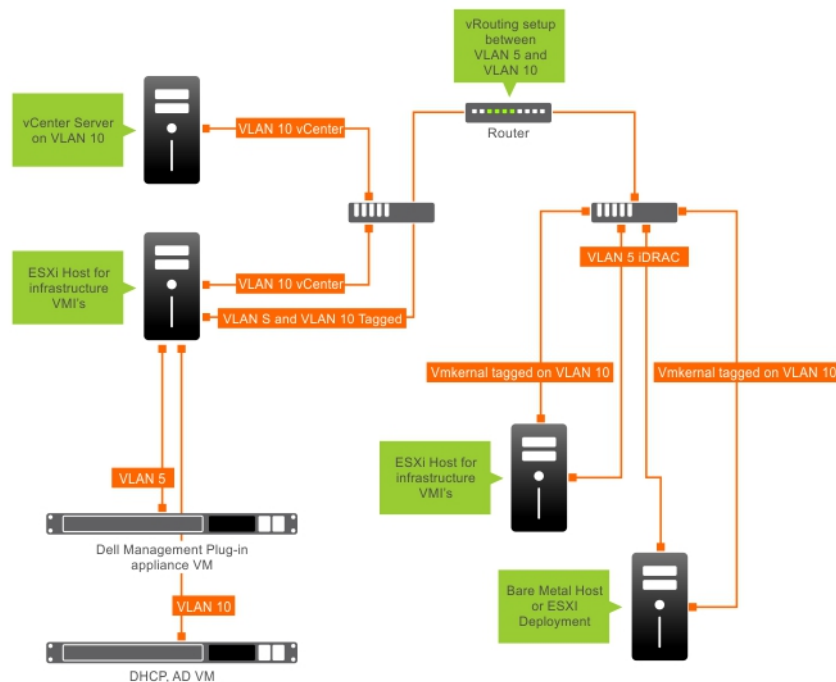 vRouting setup
between
VLAN 5 and
VLAN 10
Router
vCenter Server
on VLAN 10
VLAN 10 vCenter
ESXi Host for
infrastructure
VMI's
VLAN 10 vCenter
VLAN S and VLAN 10 Tagged
VLAN 5 iDRAC
Vmkernal tagged on VLAN 10
Vmkernal tagged on VLAN 10
ESXi Host for
infrastructure
VMI's
VLAN 5
Dell Management Plug-in
appliance VM
VLAN 10
DHCP, AD VM
Bare Metal Host
or ESXI
Deployment